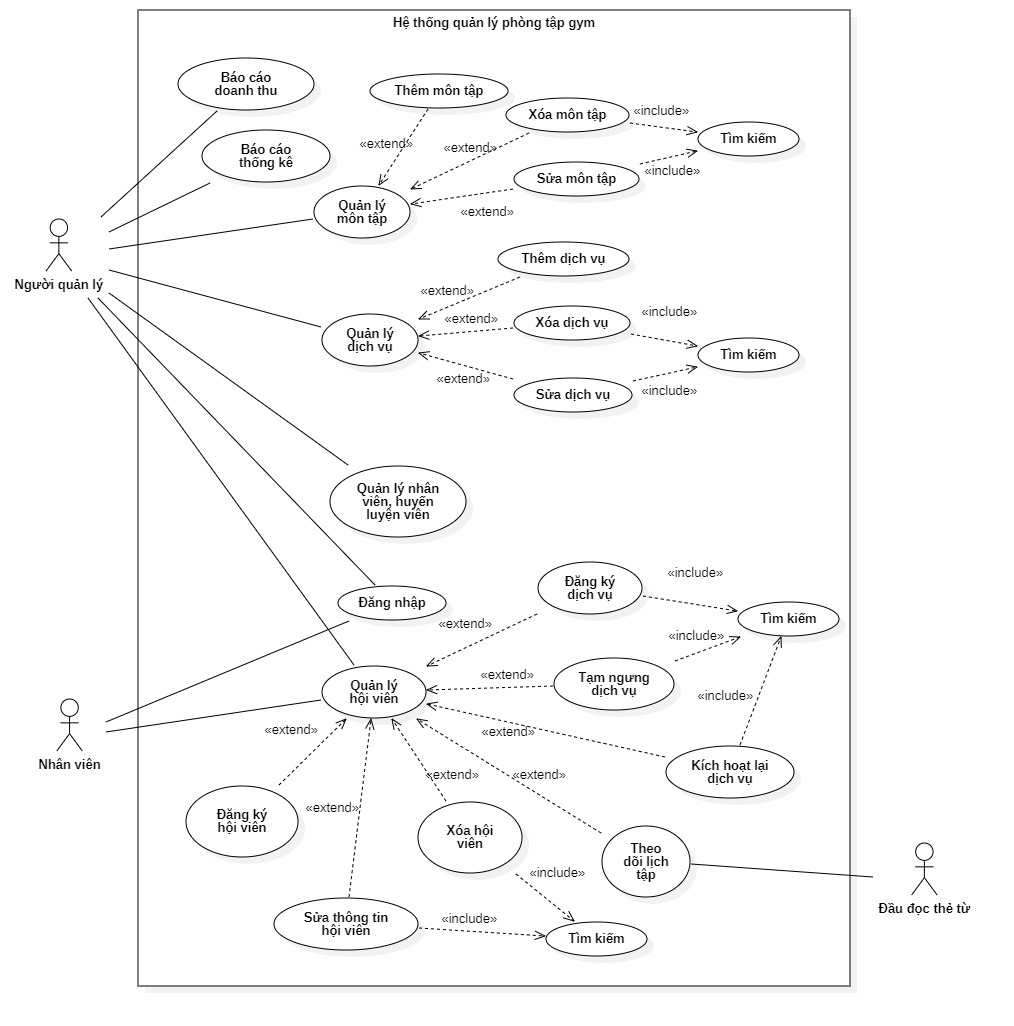 Hệ thống quản lý phòng tập gym
Báo cáo
doanh thu
Thêm môn tập
Xóa môn tập
«include»
Tìm kiếm
«extend»
«extend»
Báo cáo
thống kê
Sửa môn tập
«include»
Quản lý
môn tập
«extend»
Người quản lý
Thêm dịch vụ
«extend»
Xóa dịch vụ
«include»
«extend»
Quản lý
dịch vụ
Tìm kiếm
«extend»
Sửa dịch vụ
«include»
Quản lý nhân
viên, huyến
luyện viên
Đăng nhập
Đăng ký
dịch vụ
«include»
Tìm kiếm
«extend»
«include»
Quản lý
hội viên
«extend»
Tạm ngưng
dịch vụ
«include»
Nhân viên
«extend»
«extend»
Kích hoạt lại
dịch vụ
«extend»
«extend»
«extend»
Đăng ký
hội viên
Xóa hội
viên
Theo
dõi lịch
tập
«include»
Đầu đọc thẻ từ
Sửa thông tin
hội viên
«include»
Tìm kiếm